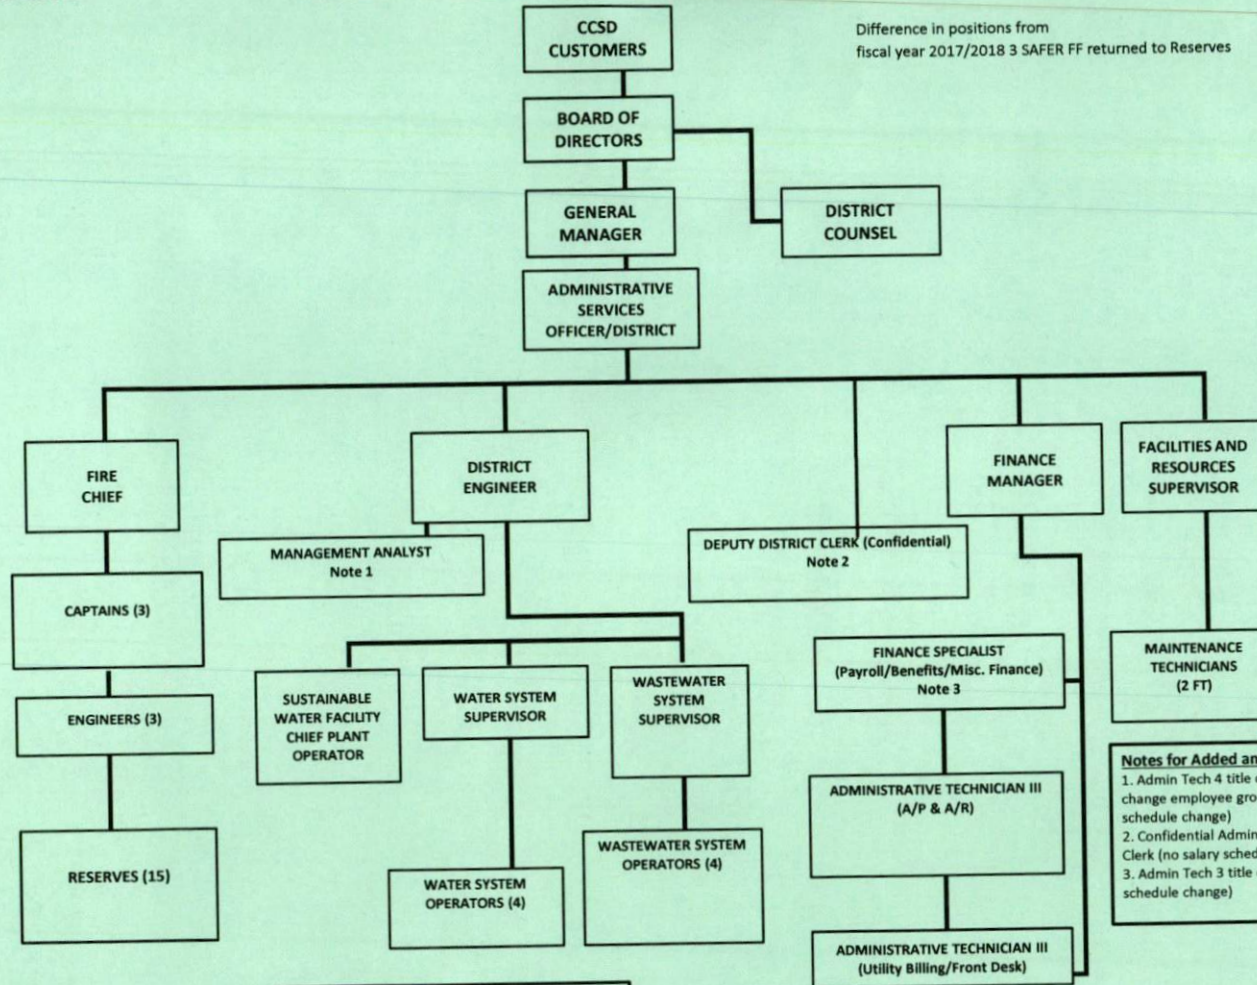 CCSD
CUSTOMERS
Difference in positions from
fiscal year 2017/2018 3 SAFER FF returned to Reserves
BOARD OF
DIRECTORS
GENERAL
MANAGER
DISTRICT
COUNSEL
ADMINISTRATIVE
SERVICES
OFFICER/DISTRICT
FIRE
CHIEF
DISTRICT
ENGINEER
FINANCE
MANAGER
FACILITIES AND
RESOURCES
SUPERVISOR
MANAGEMENT ANALYST
Note 1
DEPUTY DISTRICT CLERK (Confidential)
Note 2
CAPTAINS (3)
ENGINEERS (3)
RESERVES (15)
SUSTAINABLE
WATER FACILITY
CHIEF PLANT
OPERATOR
WATER SYSTEM
SUPERVISOR
WASTEWATER
SYSTEM
SUPERVISOR
WATER SYSTEM
OPERATORS (4)
WASTEWATER SYSTEM
OPERATORS (4)
FINANCE SPECIALIST
(Payroll/Benefits/Misc. Finance)
Note 3
ADMINISTRATIVE TECHNICIAN III
(A/P & A/R)
ADMINISTRATIVE TECHNICIAN III
(Utility Billing/Front Desk)
MAINTENANCE
TECHNICIANS
(2 FT)
Notes for Added
1. Admin Tech 4 title
change employee
schedule change)
2. Confidential Admin
Clerk (no salary
3. Admin Tech 3 title
schedule change)